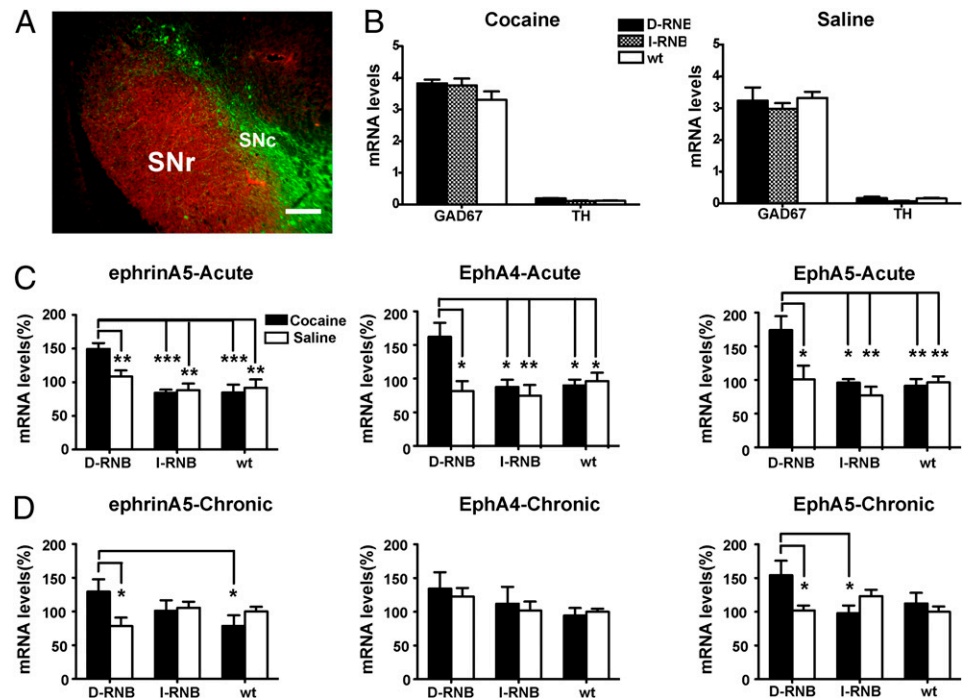 A
SNr
SNc
B
Cocaine
D-RNB
I-RNB
wt
Saline
mRNA levels
5
4
3
2
1
0
GAD67
TH
mRNA levels
5
4
3
2
1
0
GAD67
TH
C
ephrinA5-Acute
Cocaine
Saline
mRNA levels(%)
200
150
100
50
0
** *** ** *** **
D-RNB
I-RNB
wt
EphA4-Acute
mRNA levels(%)
200
150
100
50
0
* * ** * *
D-RNB
I-RNB
wt
EphA5-Acute
mRNA levels(%)
200
150
100
50
0
* * ** ** **
D-RNB
I-RNB
wt
D
ephrinA5-Chronic
mRNA levels(%)
200
150
100
50
0
* *
D-RNB
I-RNB
wt
EphA4-Chronic
mRNA levels(%)
200
150
100
50
0
D-RNB
I-RNB
wt
EphA5-Chronic
mRNA levels(%)
200
150
100
50
0
* *
D-RNB
I-RNB
wt